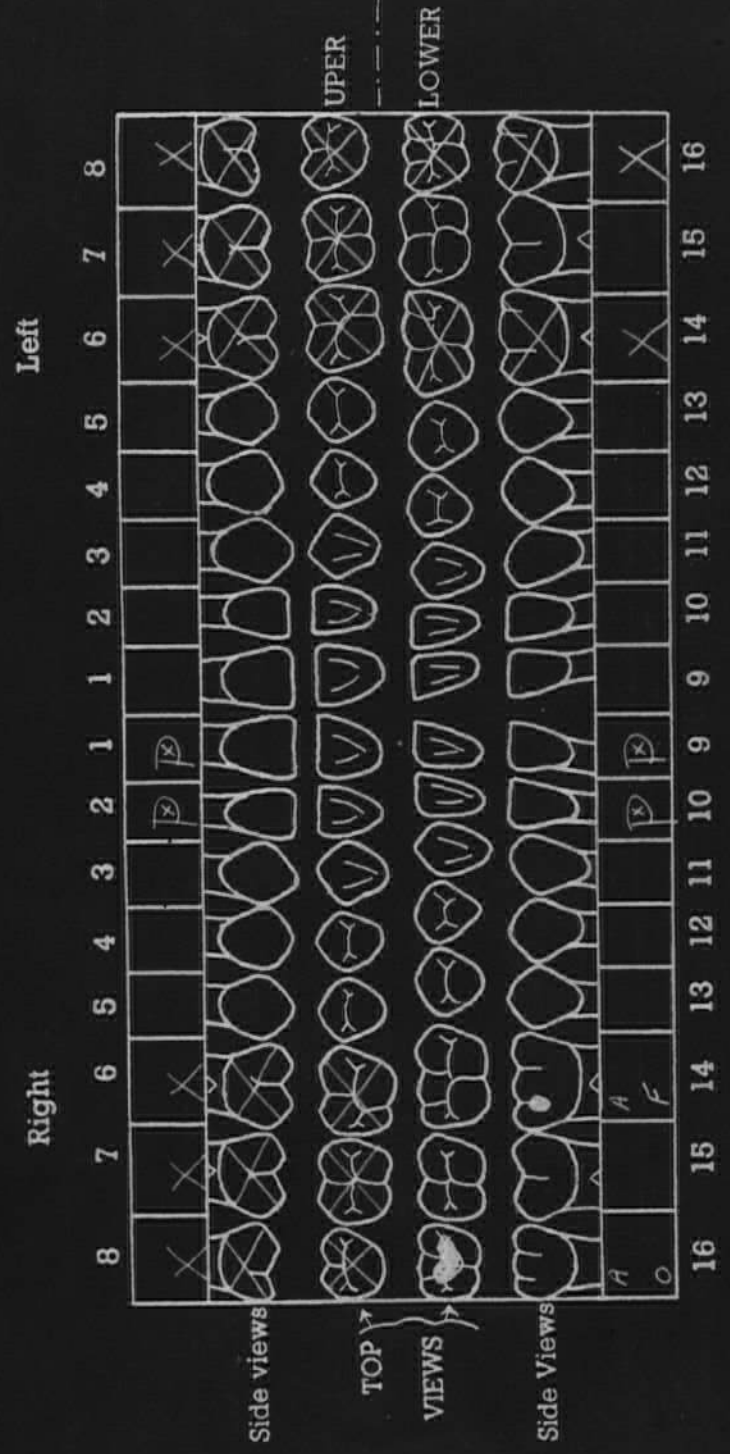 Right Left
8 7 6 5 4 3 2 1 1 2 3 4 5 6 7 8
X X X P x P x X X X
Side views
TOP UPER
VIEWS LOWER
Side Views
A A P x P x X X
O F
16 15 14 13 12 11 10 9 9 10 11 12 13 14 15 16